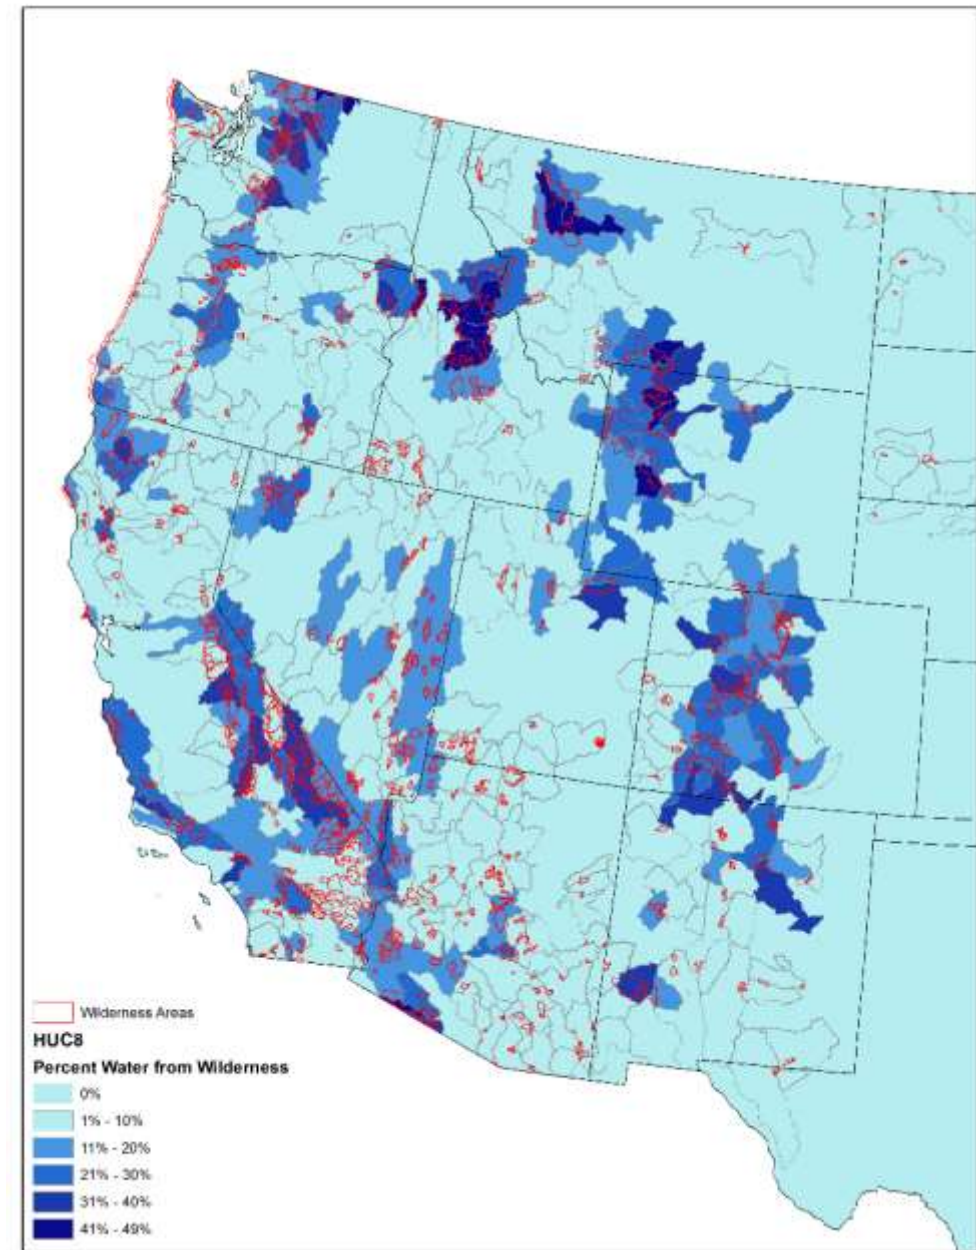 Wilderness Areas
HUC8
Percent Water from Wilderness
0%
1% - 10%
11% - 20%
21% - 30%
31% - 40%
41% - 49%